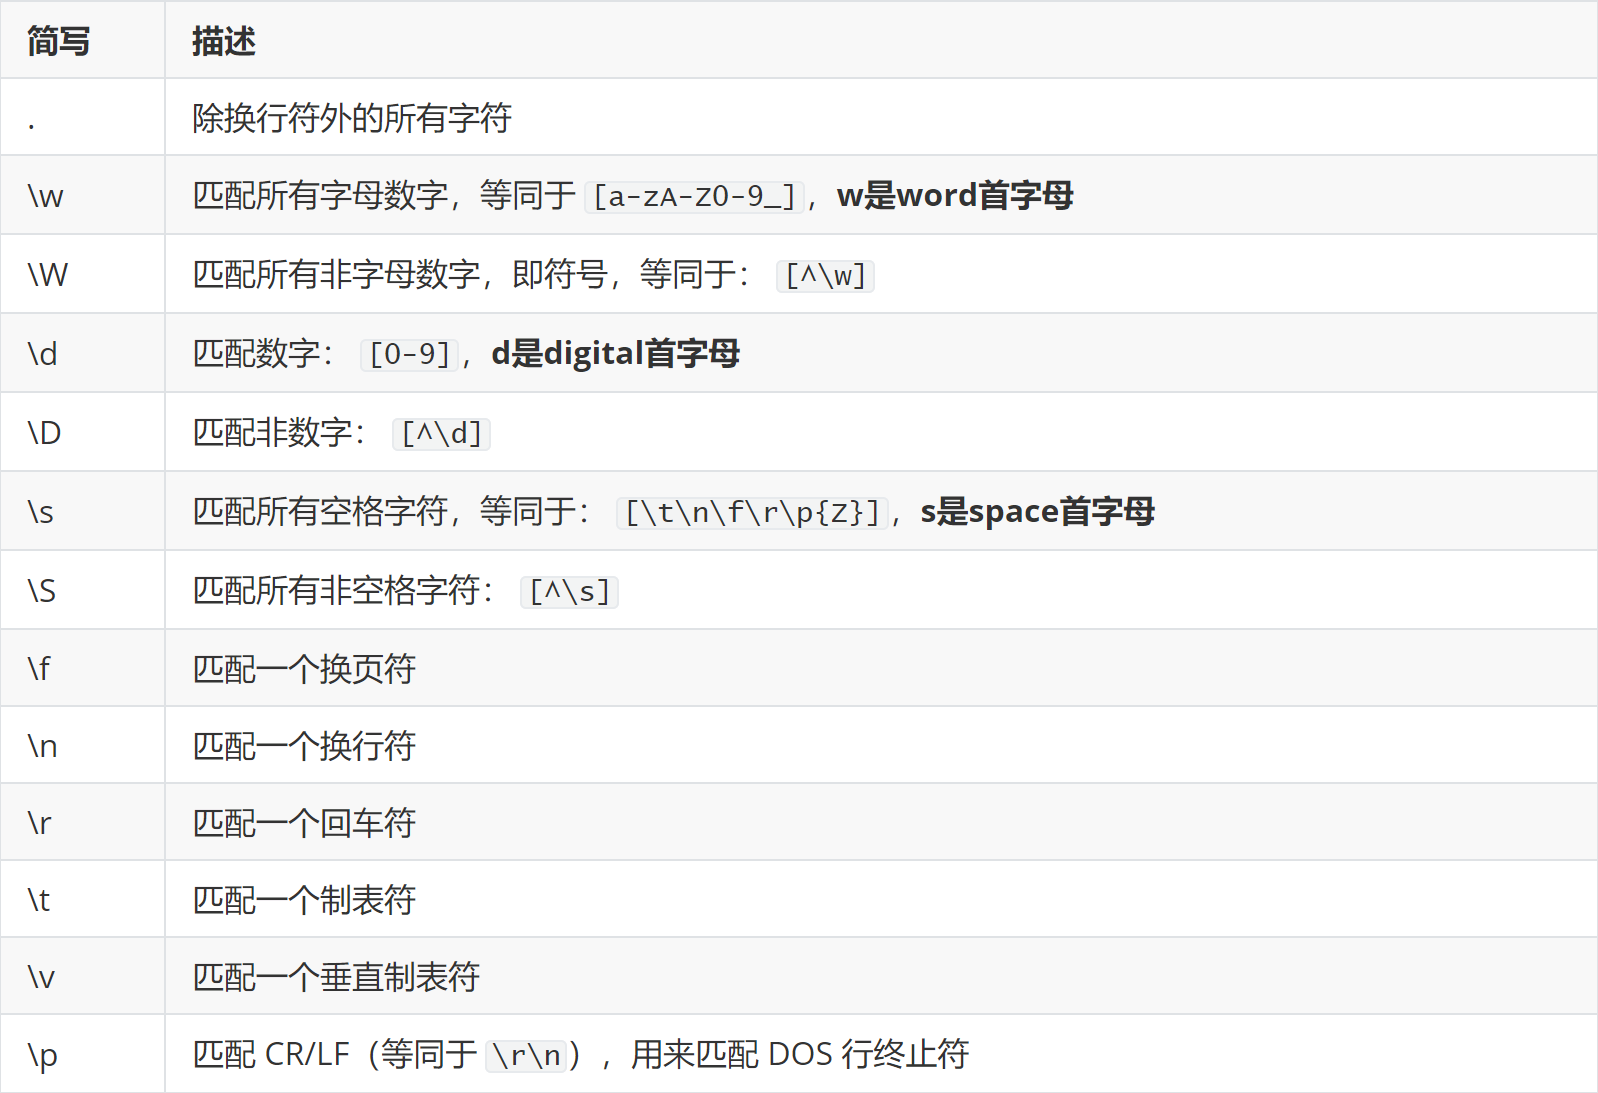 简写 描述
. 除换行符外的所有字符
\w 匹配所有字母数字，等同于 [a-zA-Z0-9_]，w是word首字母
\W 匹配所有非字母数字，即符号，等同于： [^\w]
\d 匹配数字： [0-9]，d是digital首字母
\D 匹配非数字： [^\d]
\s 匹配所有空格字符，等同于： [\t\n\f\r\p{Z}]，s是space首字母
\S 匹配所有非空格字符： [^\s]
\f 匹配一个换页符
\n 匹配一个换行符
\r 匹配一个回车符
\t 匹配一个制表符
\v 匹配一个垂直制表符
\p 匹配 CR/LF（等同于 \r\n），用来匹配 DOS 行终止符